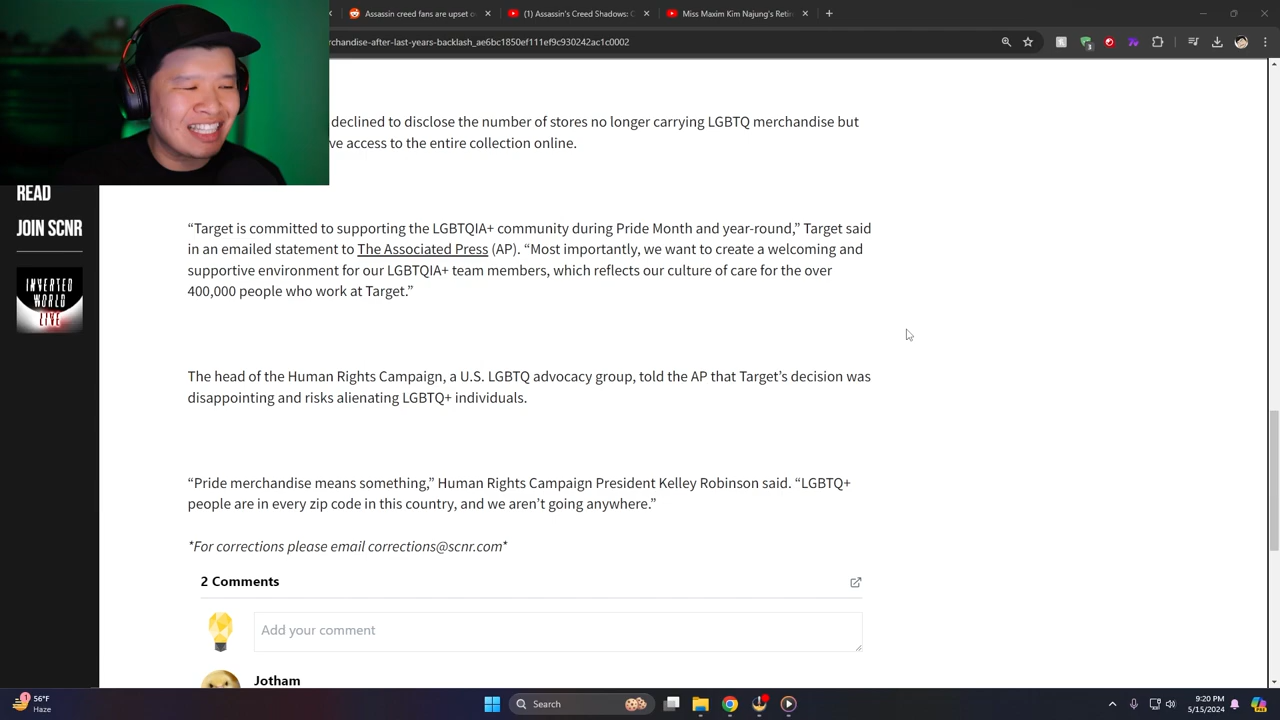 Assassin creed fans are upset o
(1) Assassin's Creed Shadows: C
Miss Maxim Kim Najung's Reti
rchandise-after-last-years-backlash_ae6bc1850ef111ef9c930242ac1c0002
declined to disclose the number of stores no longer carrying LGBTQ merchandise but
ve access to the entire collection online.
READ
JOIN SCNR
INVERTED
WORLD
LIVE
“Target is committed to supporting the LGBTQIA+ community during Pride Month and year-round,” Target said
in an emailed statement to The Associated Press (AP). “Most importantly, we want to create a welcoming and
supportive environment for our LGBTQIA+ team members, which reflects our culture of care for the over
400,000 people who work at Target.”
The head of the Human Rights Campaign, a U.S. LGBTQ advocacy group, told the AP that Target’s decision was
disappointing and risks alienating LGBTQ+ individuals.
“Pride merchandise means something,” Human Rights Campaign President Kelley Robinson said. “LGBTQ+
people are in every zip code in this country, and we aren’t going anywhere.”
*For corrections please email corrections@scnr.com*
2 Comments
Add your comment
Jotham
1
56°F
Haze
Search
9:20 PM
5/15/2024